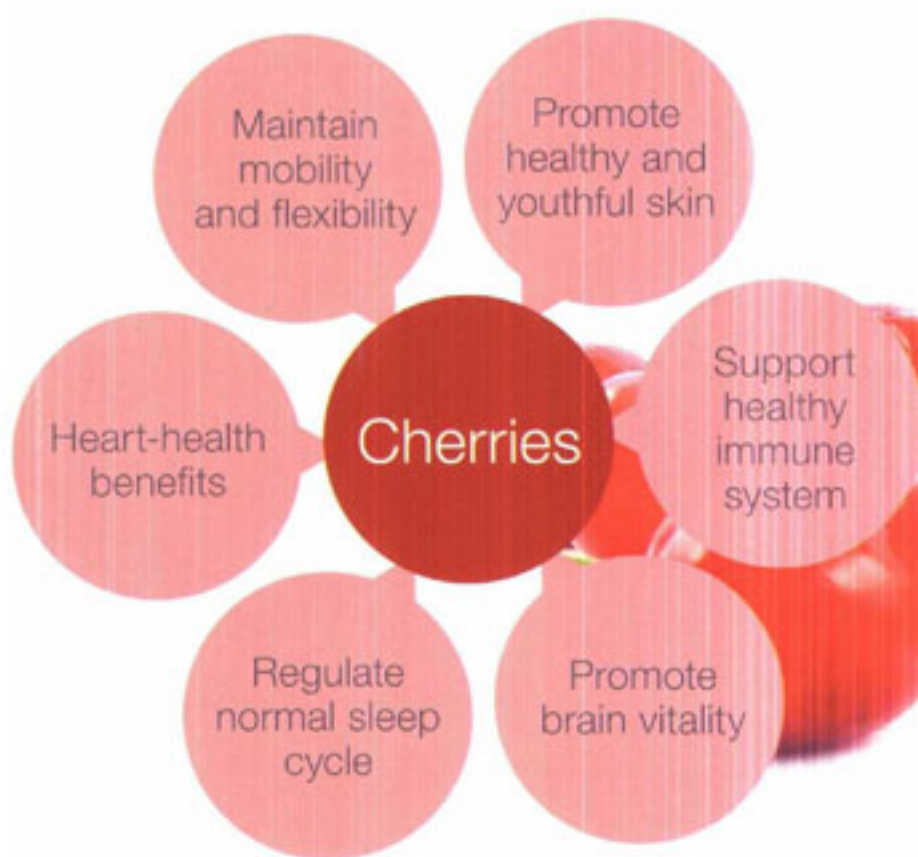 Maintain
mobility
and flexibility
Promote
healthy and
youthful skin
Heart-health
benefits
Cherries
Support
healthy
immune
system
Regulate
normal sleep
cycle
Promote
brain vitality